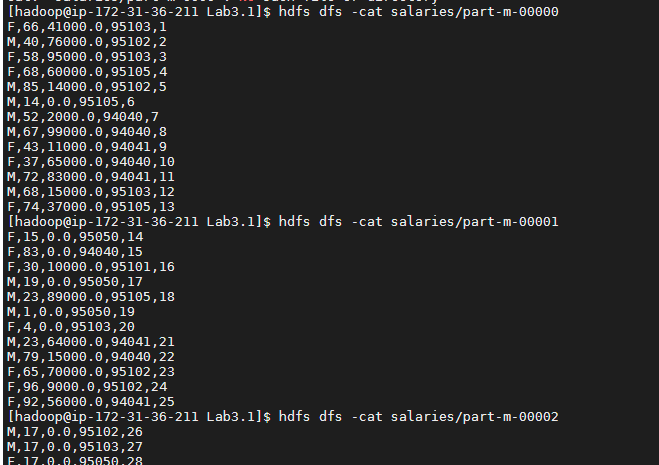 [hadoop@ip-172-31-36-211 Lab3.1]$ hdfs dfs -cat salaries/part-m-00000
F,66,41000.0,95103,1
M,40,76000.0,95102,2
F,58,95000.0,95103,3
F,68,60000.0,95105,4
M,85,14000.0,95102,5
M,14,0.0,95105,6
M,52,2000.0,94040,7
M,67,99000.0,94040,8
F,43,11000.0,94041,9
F,37,65000.0,94040,10
M,72,83000.0,94041,11
M,68,15000.0,95103,12
F,74,37000.0,95105,13
[hadoop@ip-172-31-36-211 Lab3.1]$ hdfs dfs -cat salaries/part-m-00001
F,15,0.0,95050,14
F,83,0.0,94040,15
F,30,10000.0,95101,16
M,19,0.0,95050,17
M,23,89000.0,95105,18
M,1,0.0,95050,19
F,4,0.0,95103,20
M,23,64000.0,94041,21
M,79,15000.0,94040,22
F,65,70000.0,95102,23
F,96,9000.0,95102,24
F,92,56000.0,94041,25
[hadoop@ip-172-31-36-211 Lab3.1]$ hdfs dfs -cat salaries/part-m-00002
M,17,0.0,95102,26
M,17,0.0,95103,27
F,17,0.0,95050,28